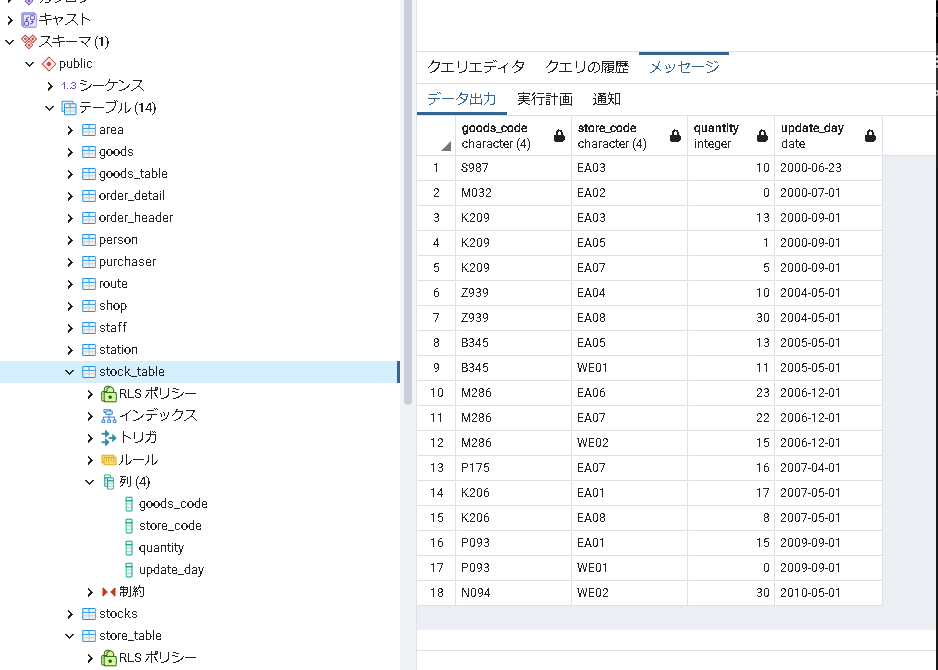 キャスト
スキーマ (1)
public
1.3 シーケンス
テーブル (14)
area
goods
goods_table
order_detail
order_header
person
purchaser
route
shop
staff
station
stock_table
RLS ポリシー
インデックス
トリガ
ルール
列 (4)
goods_code
store_code
quantity
update_day
制約
stocks
store_table
RLS ポリシー
クエリエディタ クエリの履歴 メッセージ
データ出力 実行計画 通知
goods_code store_code quantity update_day
character (4) character (4) integer date
1 S987 EA03 10 2000-06-23
2 M032 EA02 0 2000-07-01
3 K209 EA03 13 2000-09-01
4 K209 EA05 1 2000-09-01
5 K209 EA07 5 2000-09-01
6 Z939 EA04 10 2004-05-01
7 Z939 EA08 30 2004-05-01
8 B345 EA05 13 2005-05-01
9 B345 WE01 11 2005-05-01
10 M286 EA06 23 2006-12-01
11 M286 EA07 22 2006-12-01
12 M286 WE02 15 2006-12-01
13 P175 EA07 16 2007-04-01
14 K206 EA01 17 2007-05-01
15 K206 EA08 8 2007-05-01
16 P093 EA01 15 2009-09-01
17 P093 WE01 0 2009-09-01
18 N094 WE02 30 2010-05-01